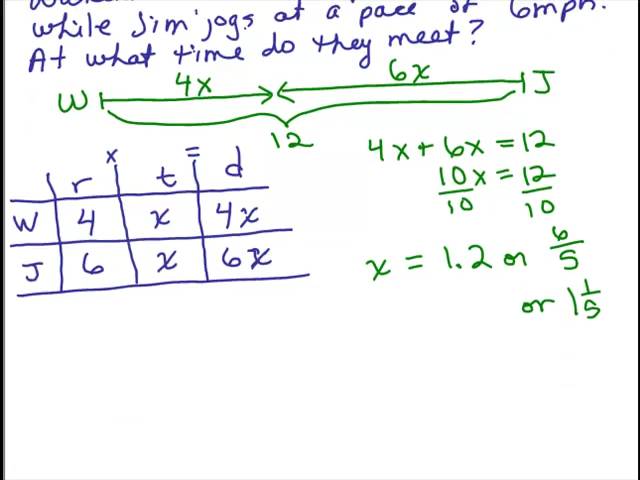 while Jim jogs at a pace of 6mph.
At what time do they meet?
4x 6x
W J
12
4x + 6x = 12
10x = 12
10 10
x = 1.2 or 6/5
or 1 1/5
r x t = d
W 4 x 4x
J 6 x 6x